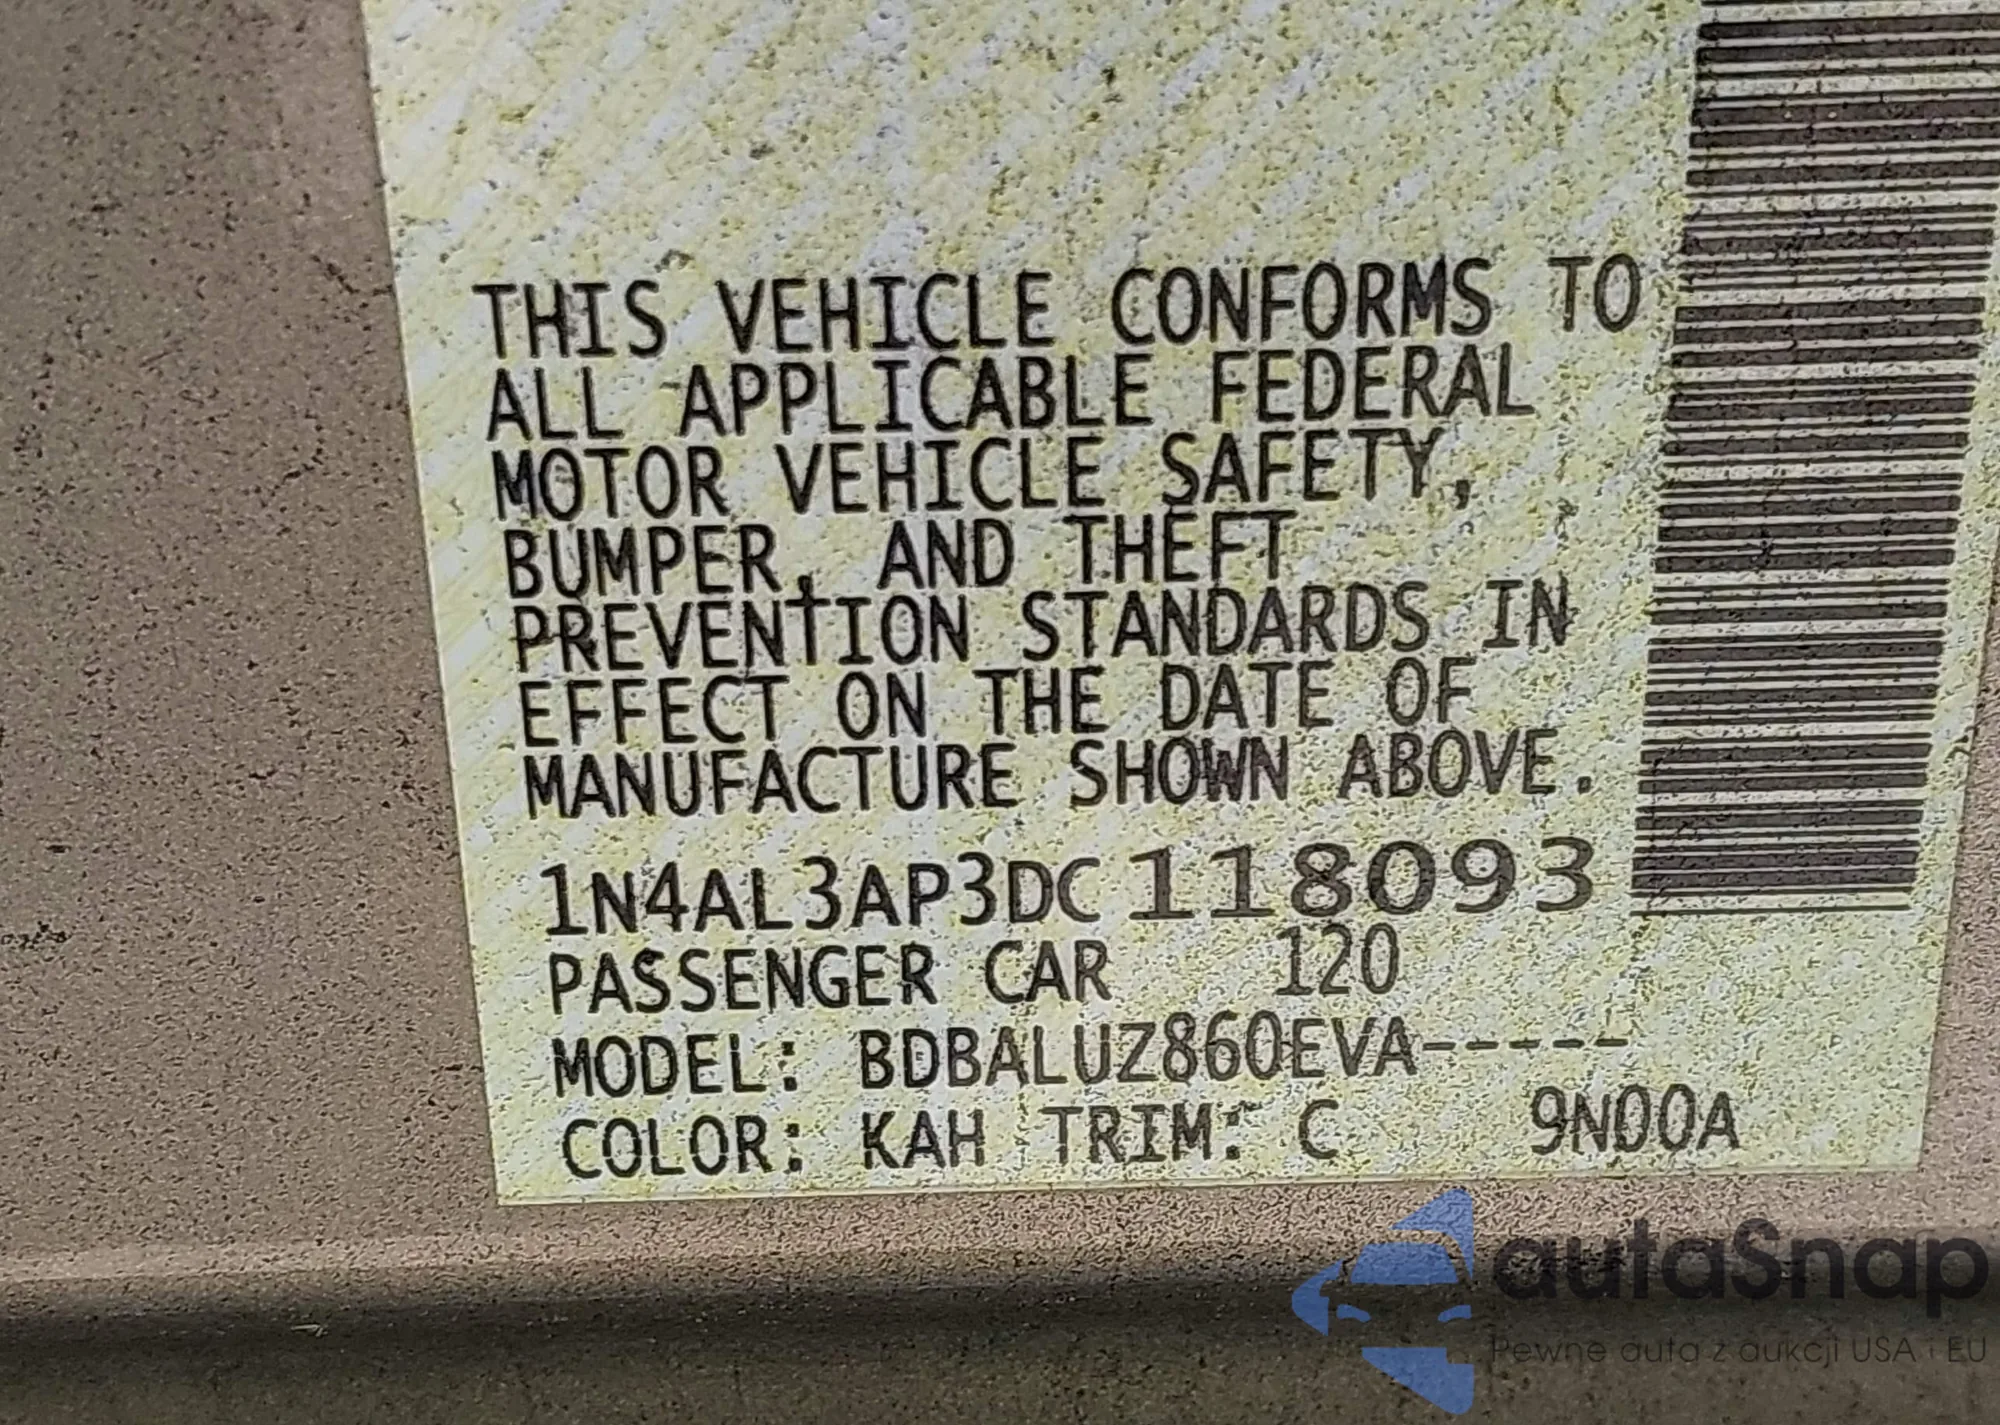 THIS VEHICLE CONFORMS TO
ALL APPLICABLE FEDERAL
MOTOR VEHICLE SAFETY,
BUMPER, AND THEFT
PREVENTION STANDARDS IN
EFFECT ON THE DATE OF
MANUFACTURE SHOWN ABOVE.
1N4AL3AP3DC118093
PASSENGER CAR 120
MODEL: BDBALUZ860EVA-----
COLOR: KAH TRIM: C 9N00A
autaSnap
Pewne auta z aukcji USA i EU